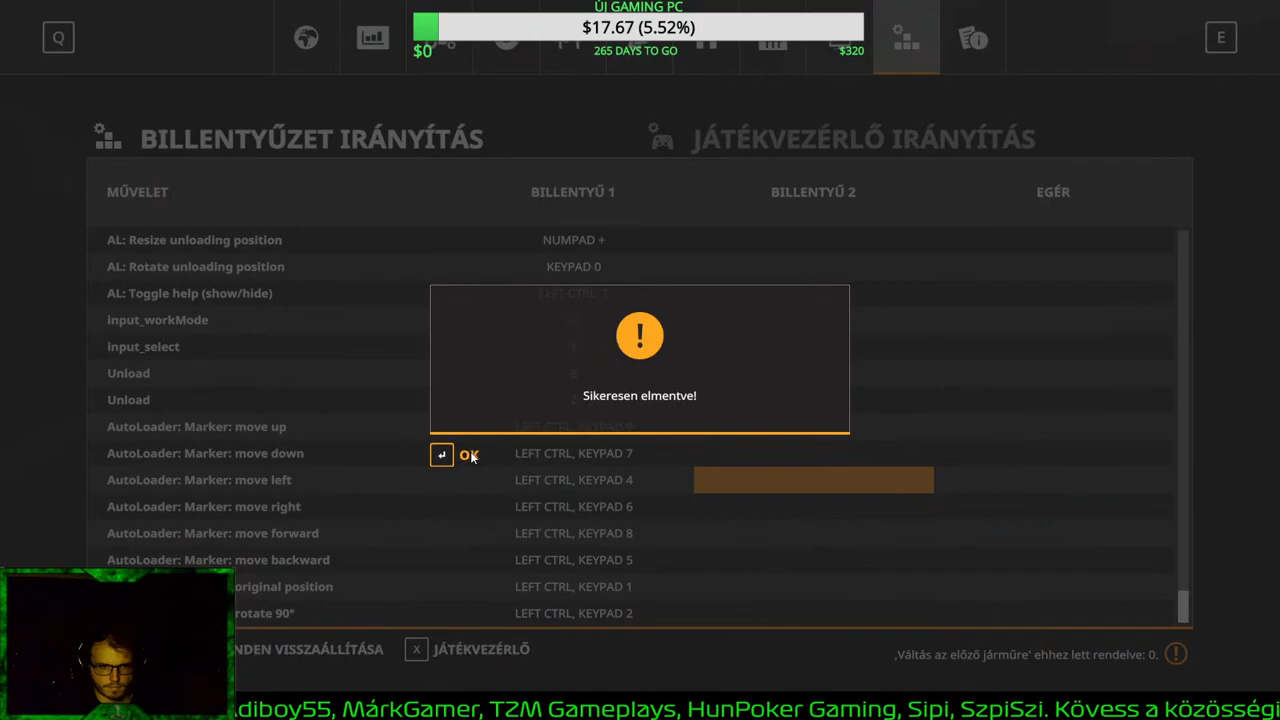 ÚJ GAMING PC
$17.67 (5.52%)
$0
265 DAYS TO GO
$320
Q
E
BILLENTYŰZET IRÁNYÍTÁS
JÁTÉKVEZÉRLŐ IRÁNYÍTÁS
MŰVELET
BILLENTYŰ 1
BILLENTYŰ 2
EGÉR
AL: Resize unloading position
NUMPAD +
AL: Rotate unloading position
KEYPAD 0
AL: Toggle help (show/hide)
LEFT CTRL, T
input_workMode
input_select
Unload
Unload
Sikeresen elmentve!
OK
AutoLoader: Marker: move up
AutoLoader: Marker: move down
LEFT CTRL, KEYPAD 7
AutoLoader: Marker: move left
LEFT CTRL, KEYPAD 4
AutoLoader: Marker: move right
LEFT CTRL, KEYPAD 6
AutoLoader: Marker: move forward
LEFT CTRL, KEYPAD 8
AutoLoader: Marker: move backward
LEFT CTRL, KEYPAD 5
original position
LEFT CTRL, KEYPAD 1
rotate 90°
LEFT CTRL, KEYPAD 2
NDEN VISSZAÁLLÍTÁSA
X
JÁTÉKVEZÉRLŐ
‚Váltás az előző járműre' ehhez lett rendelve: 0.
diboy55, MárkGamer, TZM Gameplays, HunPoker Gaming, Sipi, SzpiSzi. Kövess a közösségi